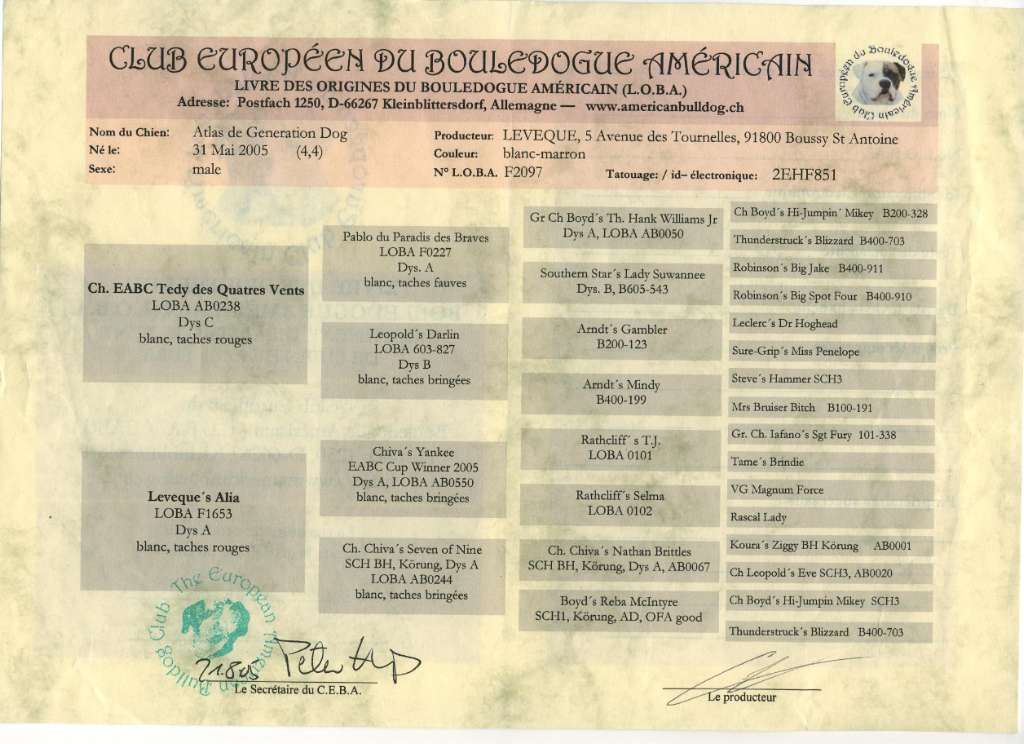 CLUB EUROPÉEN DU BOULEDOGUE AMÉRICAIN
LIVRE DES ORIGINES DU BOULEDOGUE AMÉRICAIN (L.O.B.A.)
Adresse: Postfach 1250, D-66267 Kleinblittersdorf, Allemagne — www.americanbulldog.ch
Club Européen du Bouledogue Américain
Nom du Chien: Atlas de Generation Dog
Né le: 31 Mai 2005 (4,4)
Sexe: male
Producteur: LEVEQUE, 5 Avenue des Tournelles, 91800 Boussy St Antoine
Couleur: blanc-marron
N° L.O.B.A. F2097 Tatouage: / id– électronique: 2EHF851
Ch. EABC Tedy des Quatres Vents
LOBA AB0238
Dys C
blanc, taches rouges
Leveque´s Alia
LOBA F1653
Dys A
blanc, taches rouges
Pablo du Paradis des Braves
LOBA F0227
Dys. A
blanc, taches fauves
Leopold´s Darlin
LOBA 603-827
Dys B
blanc, taches bringées
Chiva´s Yankee
EABC Cup Winner 2005
Dys A, LOBA AB0550
blanc, taches bringées
Ch. Chiva´s Seven of Nine
SCH BH, Körung, Dys A
LOBA AB0244
blanc, taches bringées
Gr Ch Boyd´s Th. Hank Williams Jr
Dys A, LOBA AB0050
Southern Star´s Lady Suwannee
Dys. B, B605-543
Arndt´s Gambler
B200-123
Arndt´s Mindy
B400-199
Rathcliff´s T.J.
LOBA 0101
Rathcliff´s Selma
LOBA 0102
Ch. Chiva´s Nathan Brittles
SCH BH, Körung, Dys A, AB0067
Boyd´s Reba McIntyre
SCH1, Körung, AD, OFA good
Ch Boyd´s Hi-Jumpin´ Mikey B200-328
Thunderstruck´s Blizzard B400-703
Robinson´s Big Jake B400-911
Robinson´s Big Spot Four B400-910
Leclerc´s Dr Hoghead
Sure-Grip´s Miss Penelope
Steve´s Hammer SCH3
Mrs Bruiser Bitch B100-191
Gr. Ch. Iafano´s Sgt Fury 101-338
Tame´s Brindie
VG Magnum Force
Rascal Lady
Koura´s Ziggy BH Körung AB0001
Ch Leopold´s Eve SCH3, AB0020
Ch Boyd´s Hi-Jumpin Mikey SCH3
Thunderstruck´s Blizzard B400-703
The European American Bulldog Club
Peter
Le Secrétaire du C.E.B.A.
Le producteur